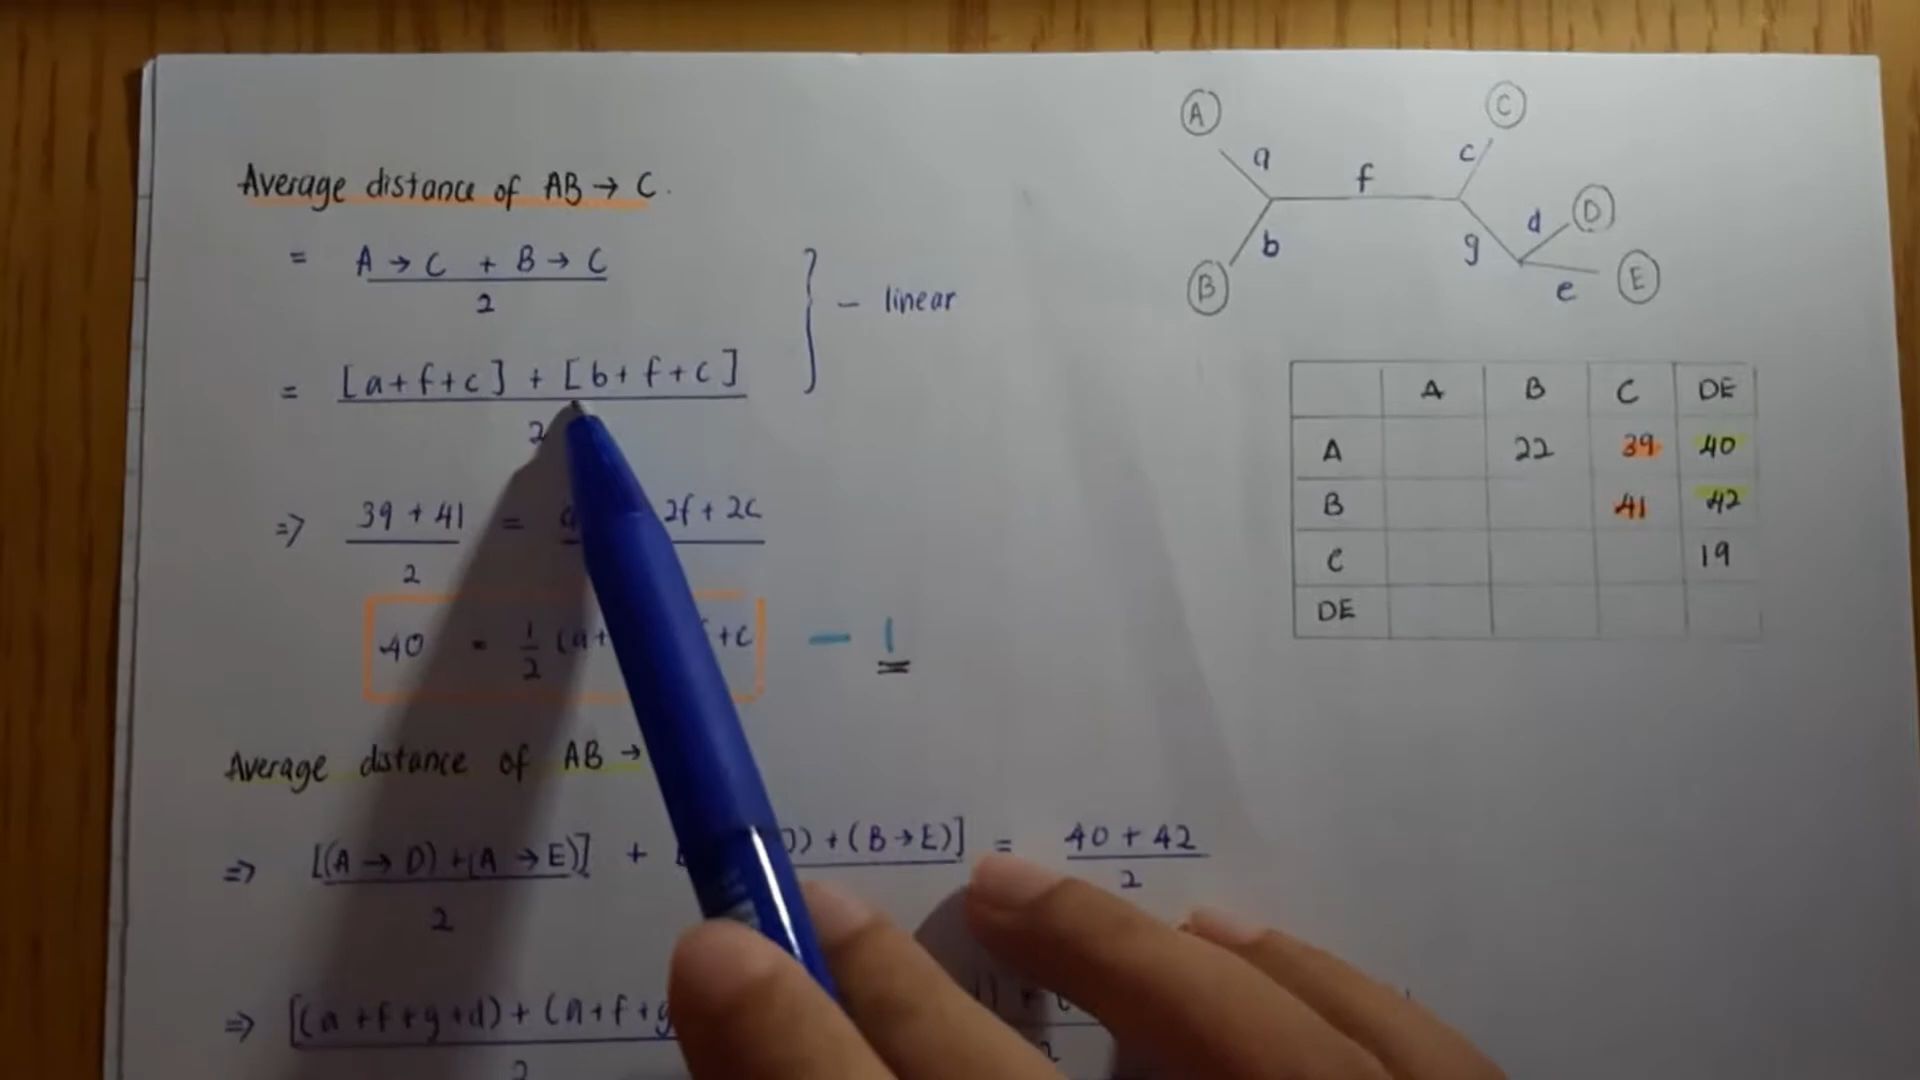 Average distance of AB → C.
= A → C + B → C
2
= [a+f+c] + [b+f+c]
2
} - linear
=> 39 + 41 = 2f + 2c
2
40 = 1/2 (a+ +c - 1
Average distance of AB →
=> [(A → D) + (A → E)] + ) + (B → E)] = 40 + 42
2 2
=> [(a+f+g+d) + (a+f+g
2 2
A a f c C
B b g d D
e E
A B C DE
A 22 39 40
B 41 42
C 19
DE